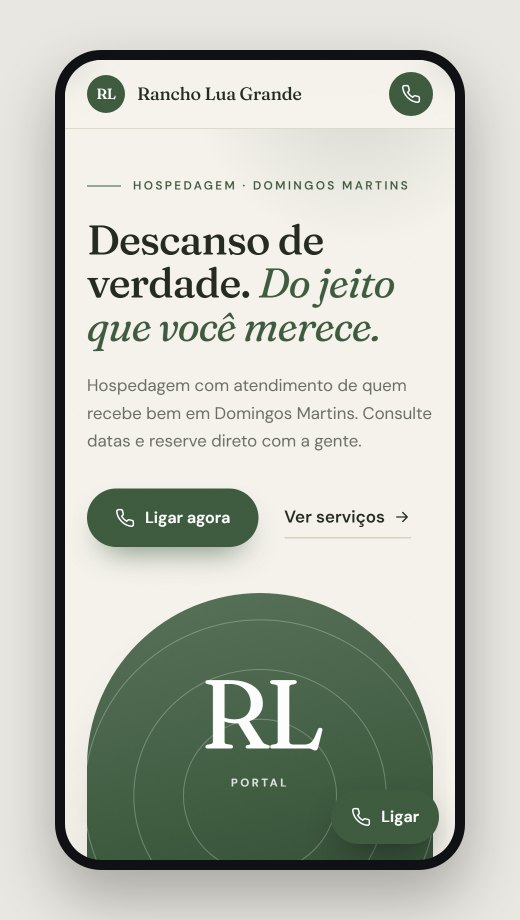 RL Rancho Lua Grande
HOSPEDAGEM · DOMINGOS MARTINS
Descanso de
verdade. Do jeito
que você merece.
Hospedagem com atendimento de quem
recebe bem em Domingos Martins. Consulte
datas e reserve direto com a gente.
Ligar agora Ver serviços →
RL
PORTAL
Ligar